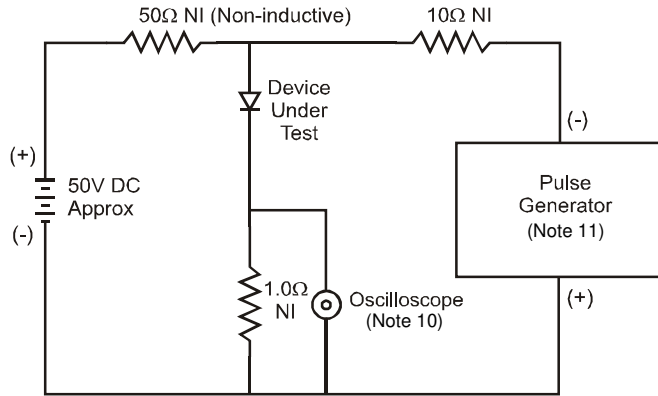 50Ω NI (Non-inductive)
10Ω NI
Device
Under
Test
(-)
(+)
50V DC
Approx
(-)
Pulse
Generator
(Note 11)
1.0Ω
NI
Oscilloscope
(Note 10)
(+)